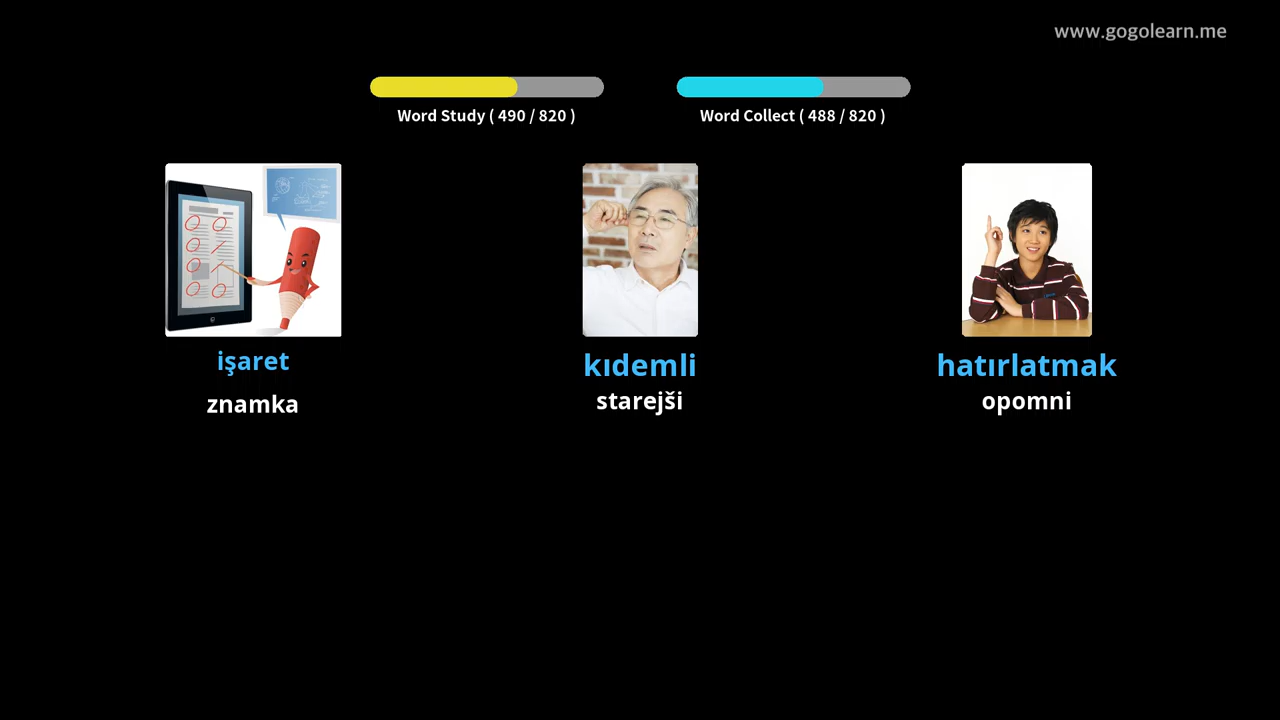 www.gogolearn.me
Word Study ( 490 / 820 )
Word Collect ( 488 / 820 )
işaret
kıdemli
hatırlatmak
znamka
starejši
opomni